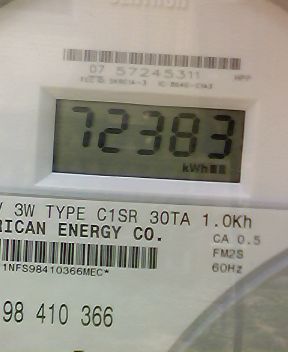 07 57245311 HPP
72383
kWh
V 3W TYPE C1SR 30TA 1.0Kh
RICAN ENERGY CO.
CA 0.5
FM2S
60Hz
1NFS98410366MEC*
98 410 366